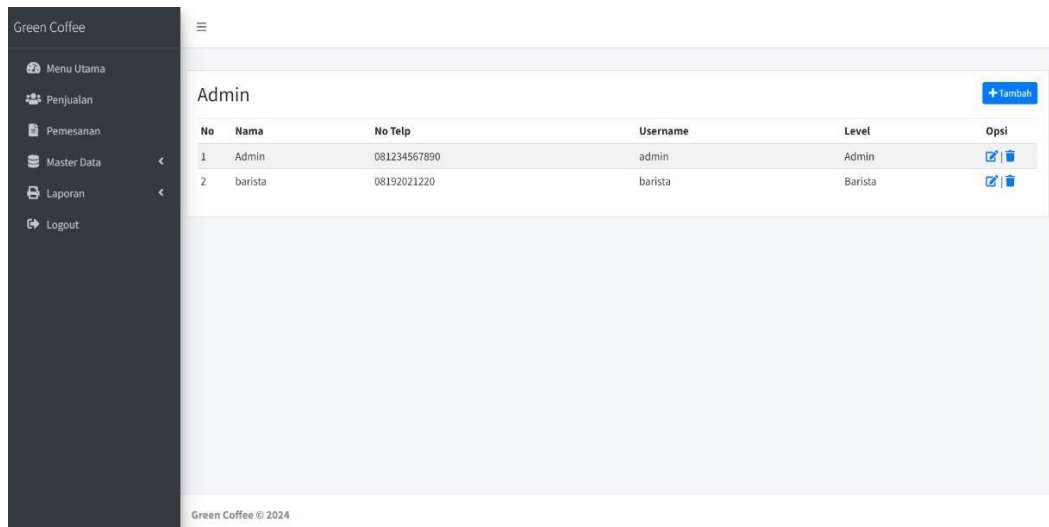 Green Coffee
Menu Utama
Penjualan
Pemesanan
Master Data
Laporan
Logout
Admin
Tambah
No Nama No Telp Username Level Opsi
1 Admin 081234567890 admin Admin
2 barista 08192021220 barista Barista
Green Coffee © 2024